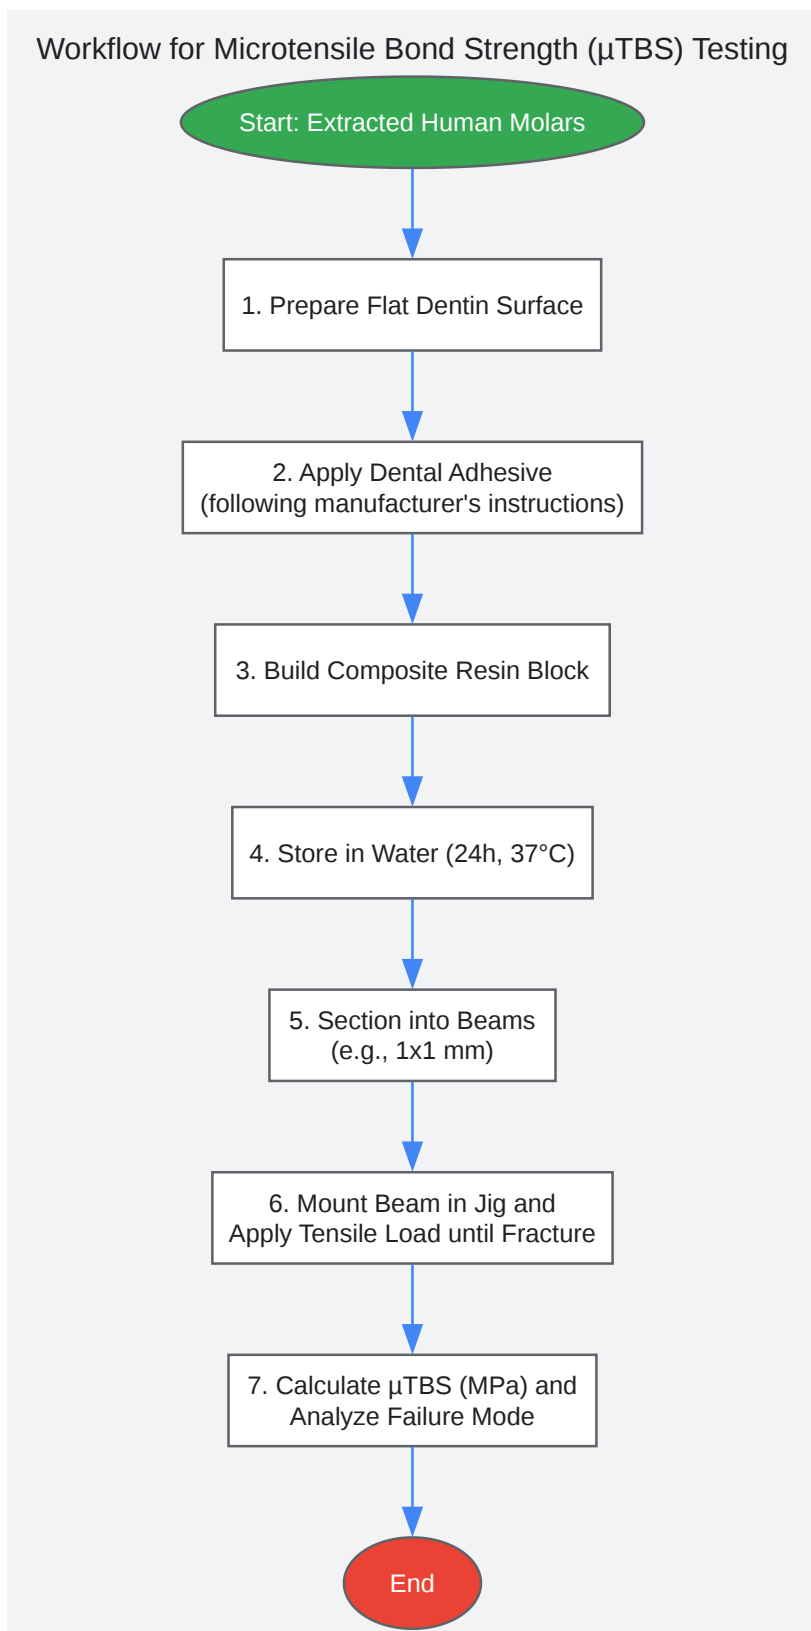 Workflow for Microtensile Bond Strength (µTBS) Testing
Start: Extracted Human Molars
1. Prepare Flat Dentin Surface
2. Apply Dental Adhesive
(following manufacturer's instructions)
3. Build Composite Resin Block
4. Store in Water (24h, 37°C)
5. Section into Beams
(e.g., 1x1 mm)
6. Mount Beam in Jig and
Apply Tensile Load until Fracture
7. Calculate µTBS (MPa) and
Analyze Failure Mode
End